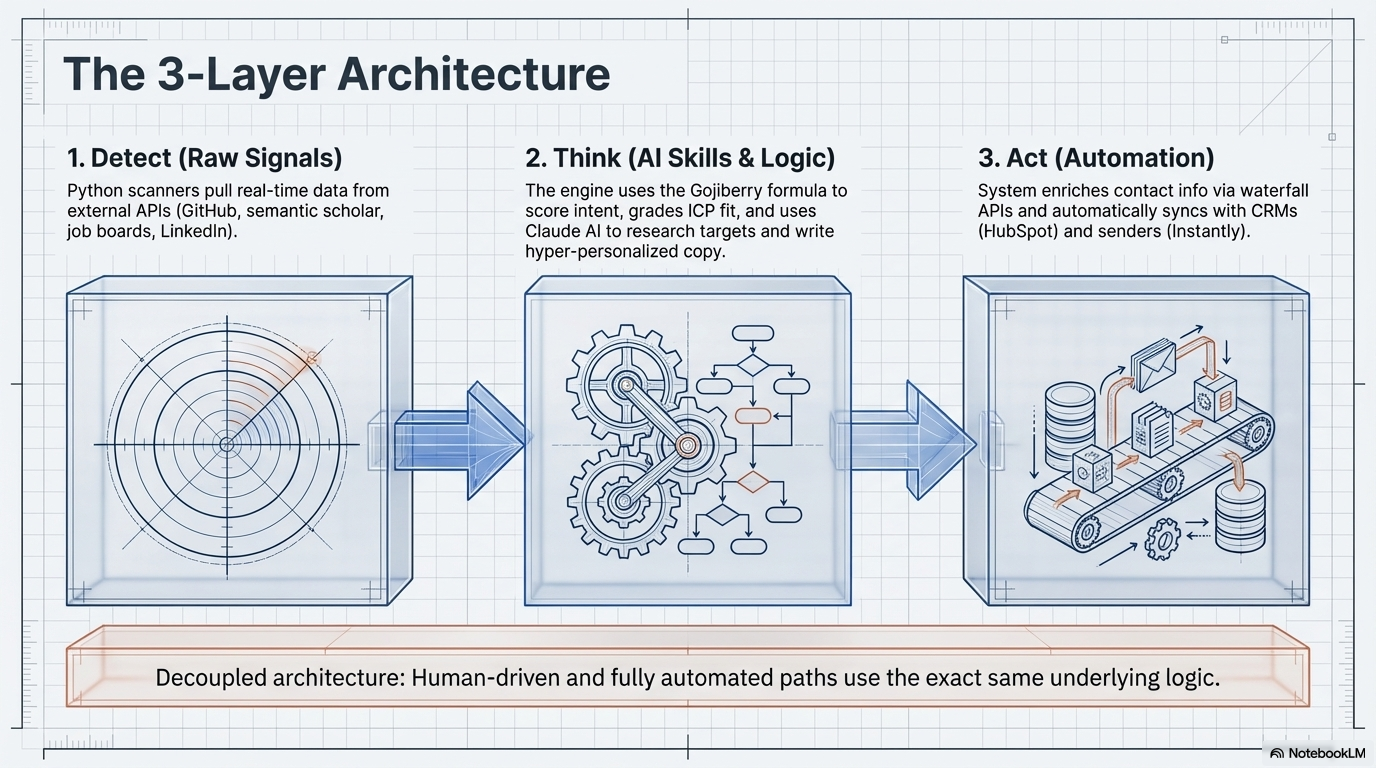 The 3-Layer Architecture
1. Detect (Raw Signals)
Python scanners pull real-time data from
external APIs (GitHub, semantic scholar,
job boards, LinkedIn).
2. Think (AI Skills & Logic)
The engine uses the Gojiberry formula to
score intent, grades ICP fit, and uses
Claude AI to research targets and write
hyper-personalized copy.
3. Act (Automation)
System enriches contact info via waterfall
APIs and automatically syncs with CRMs
(HubSpot) and senders (Instantly).
Decoupled architecture: Human-driven and fully automated paths use the exact same underlying logic.
NotebookLM